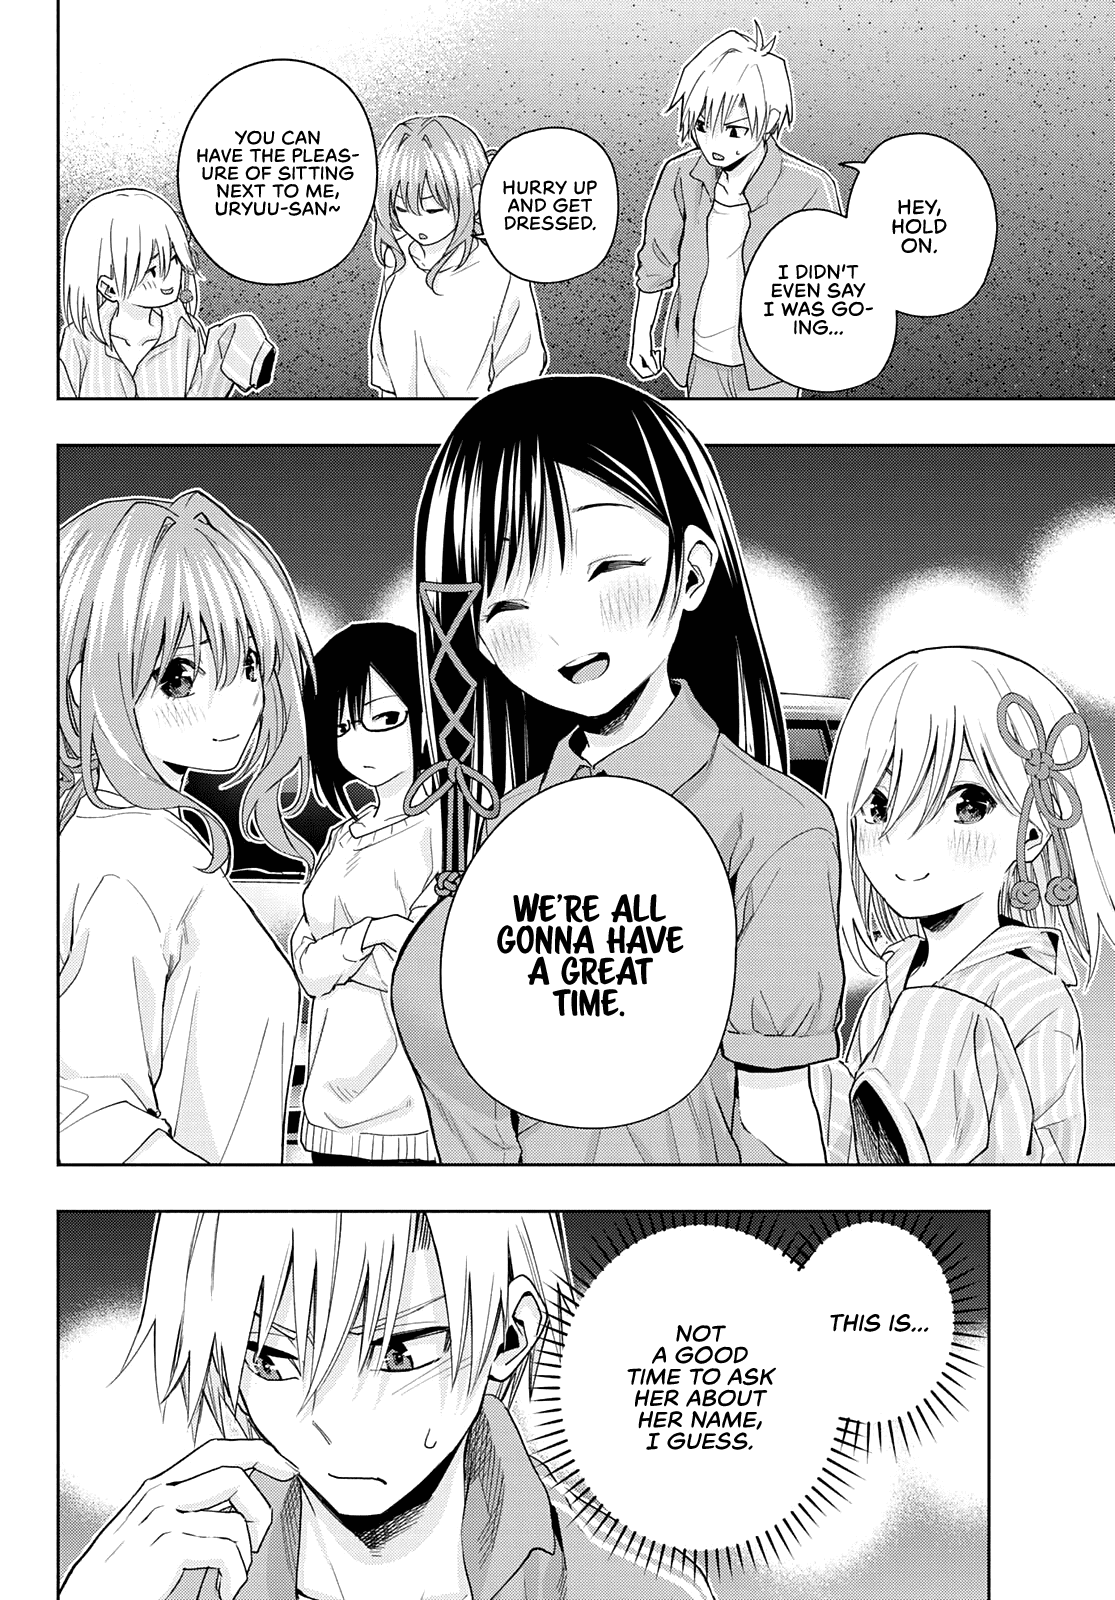 HEY,
HOLD
ON.
I DIDN'T
EVEN SAY
I WAS GO-
ING...
HURRY UP
AND GET
DRESSED.
YOU CAN
HAVE THE PLEAS-
URE OF SITTING
NEXT TO ME,
URYUU-SAN~
WE'RE ALL
GONNA HAVE
A GREAT
TIME.
THIS IS...
NOT
A GOOD
TIME TO ASK
HER ABOUT
HER NAME,
I GUESS.